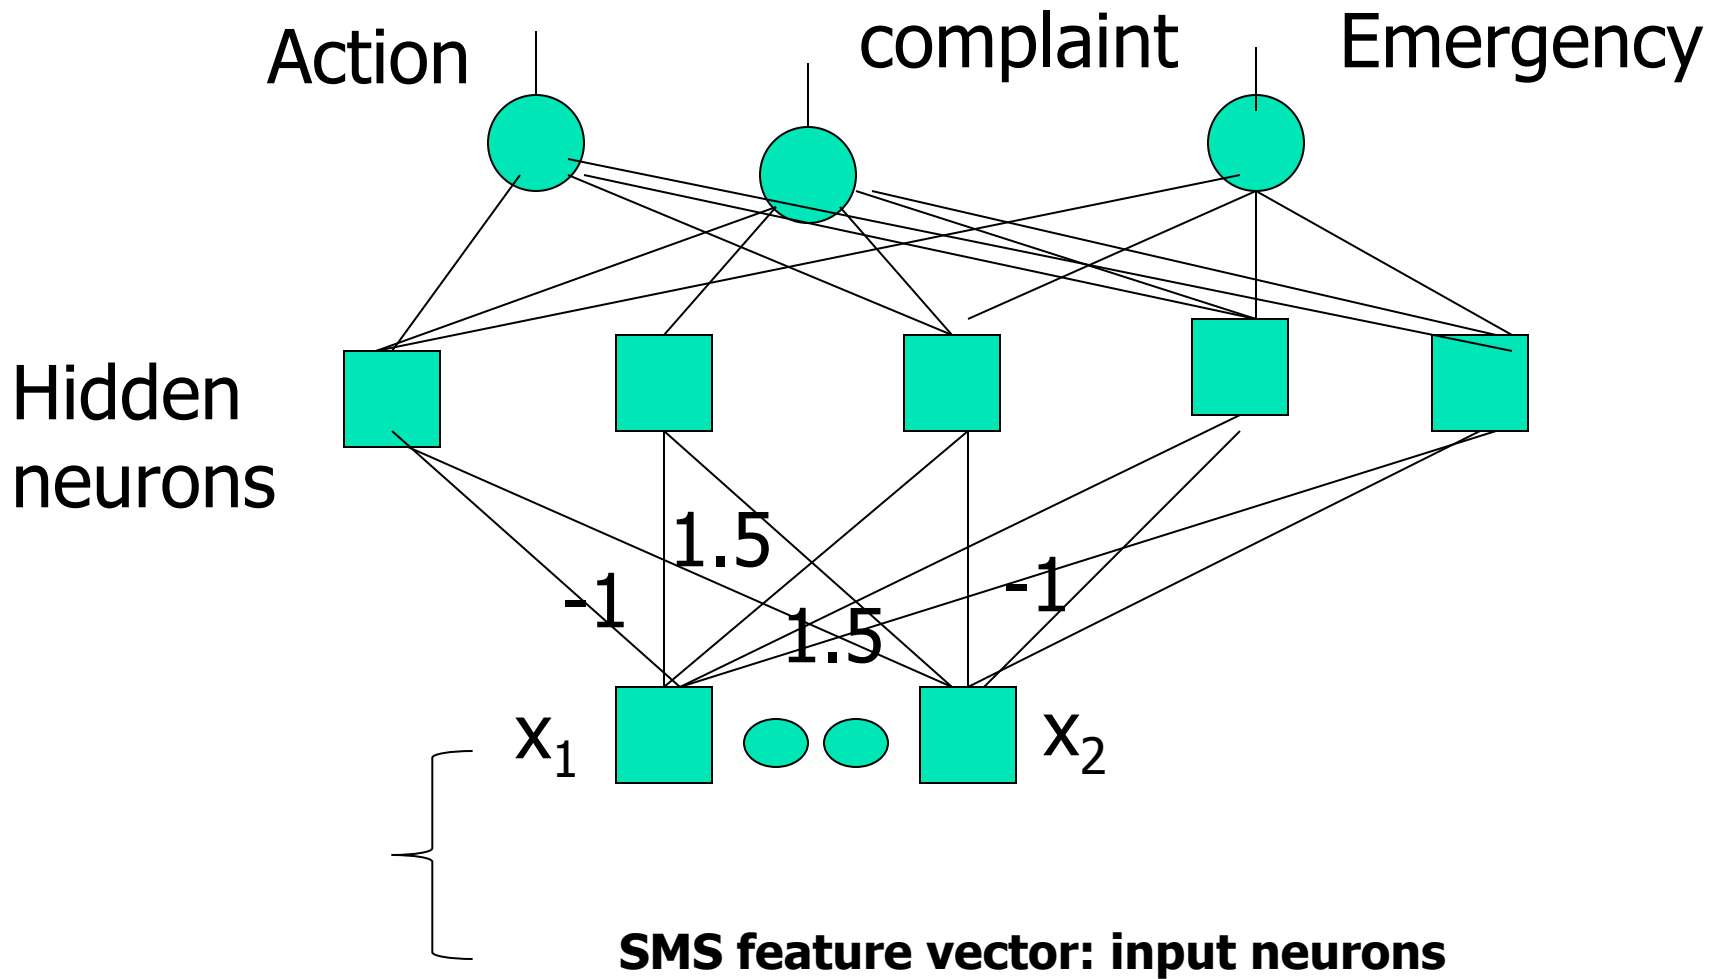 Action
complaint
Emergency
Hidden
neurons
1.5
-1
-1
1.5
x1
x2
SMS feature vector: input neurons